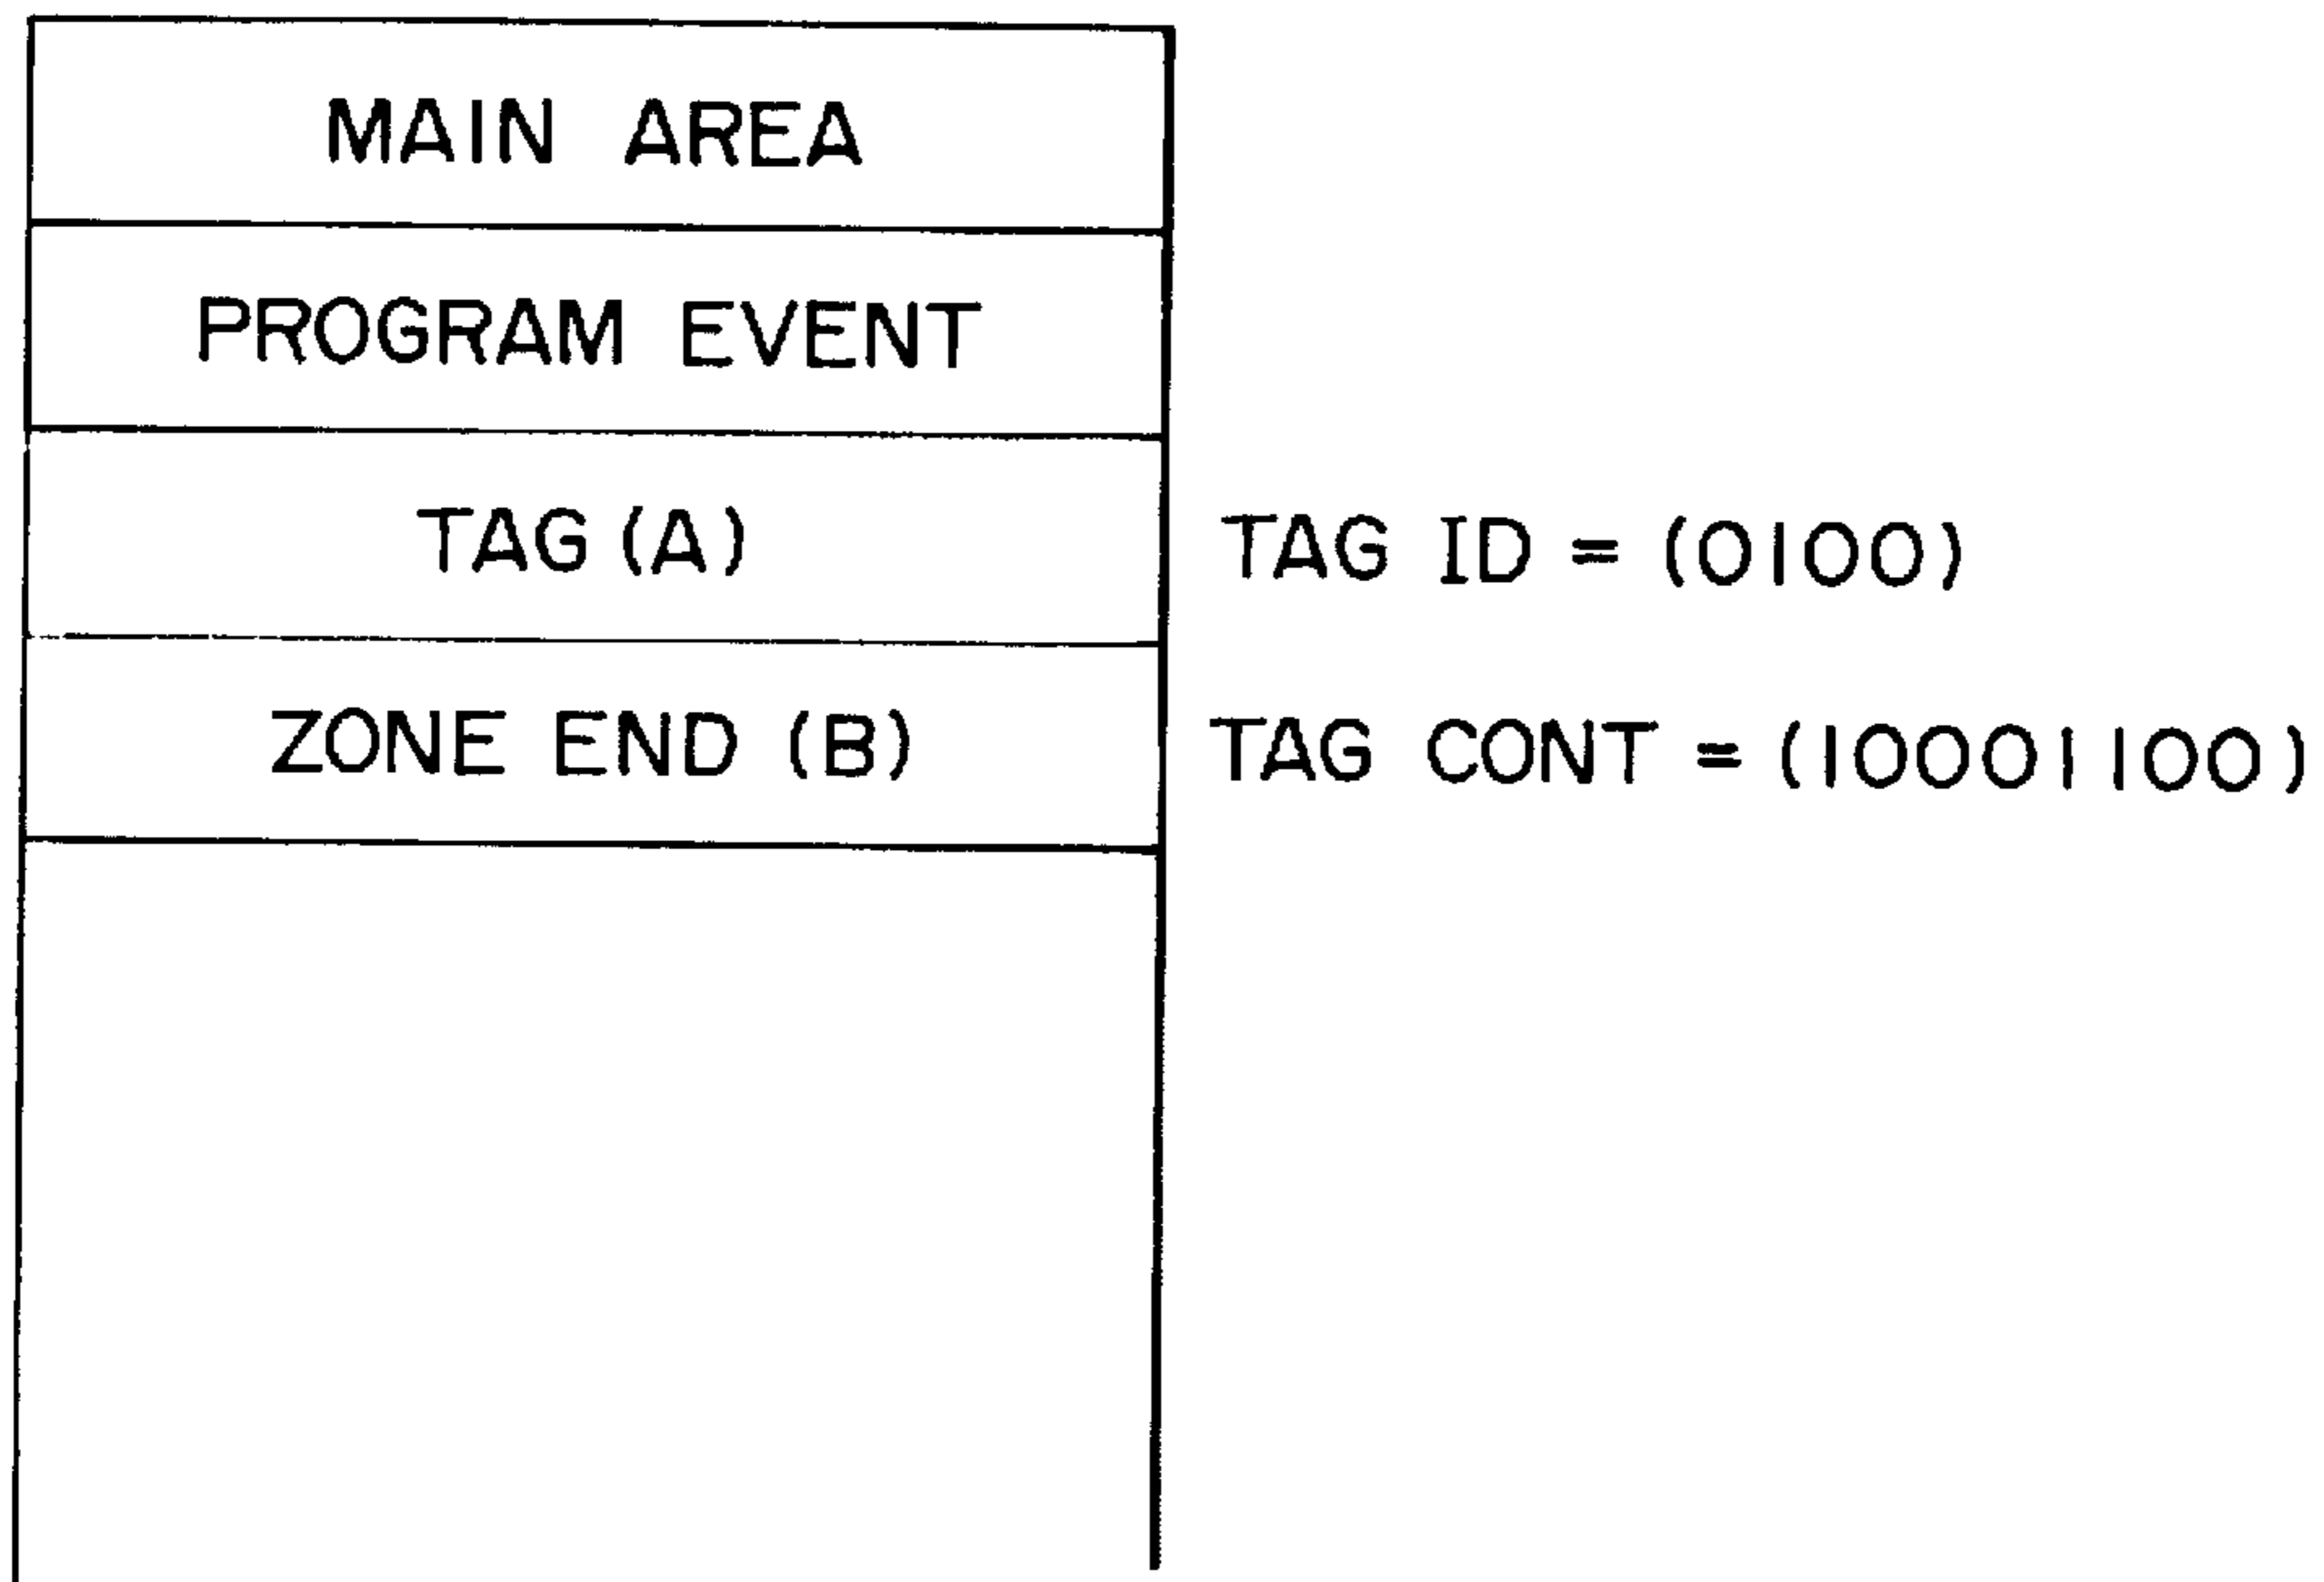 MAIN AREA
PROGRAM EVENT
TAG (A)
TAG ID = (0100)
ZONE END (B)
TAG CONT = (10001100)